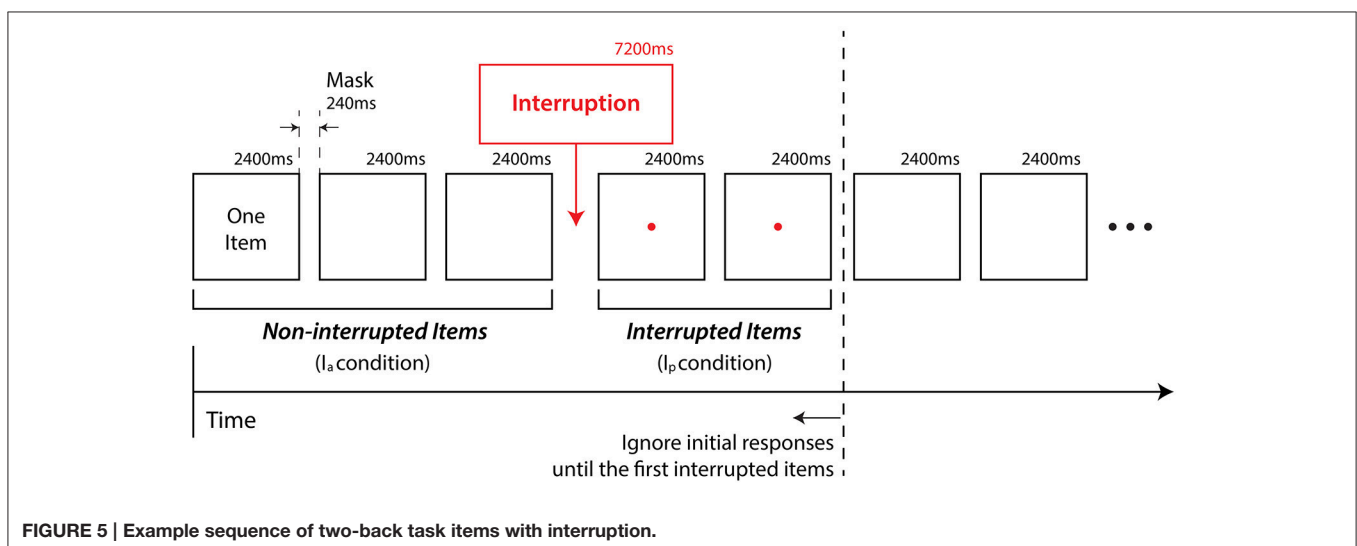 7200ms
Interruption
Mask
240ms
2400ms 2400ms 2400ms 2400ms 2400ms 2400ms 2400ms
One
Item
Non-interrupted Items Interrupted Items
(Iₐ condition) (Iₚ condition)
Time
Ignore initial responses
until the first interrupted items
FIGURE 5 | Example sequence of two-back task items with interruption.